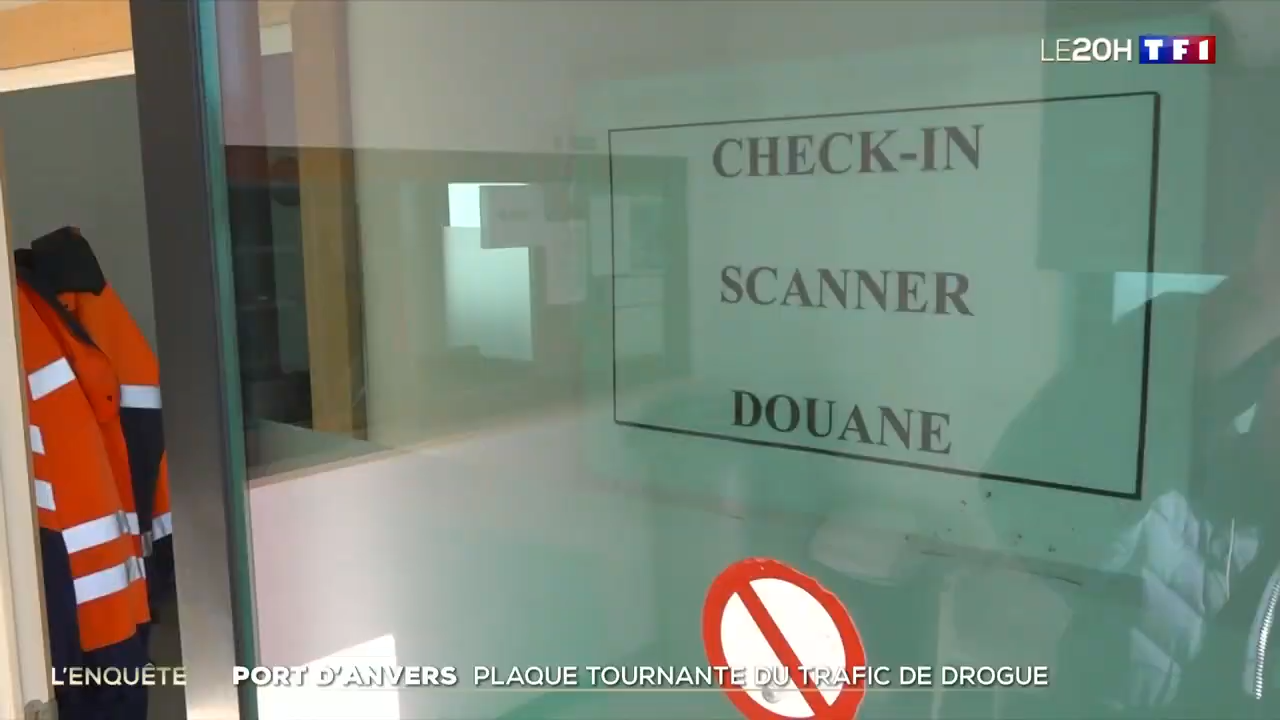 LE20H TF1
CHECK-IN
SCANNER
DOUANE
L'ENQUÊTE PORT D'ANVERS PLAQUE TOURNANTE DU TRAFIC DE DROGUE